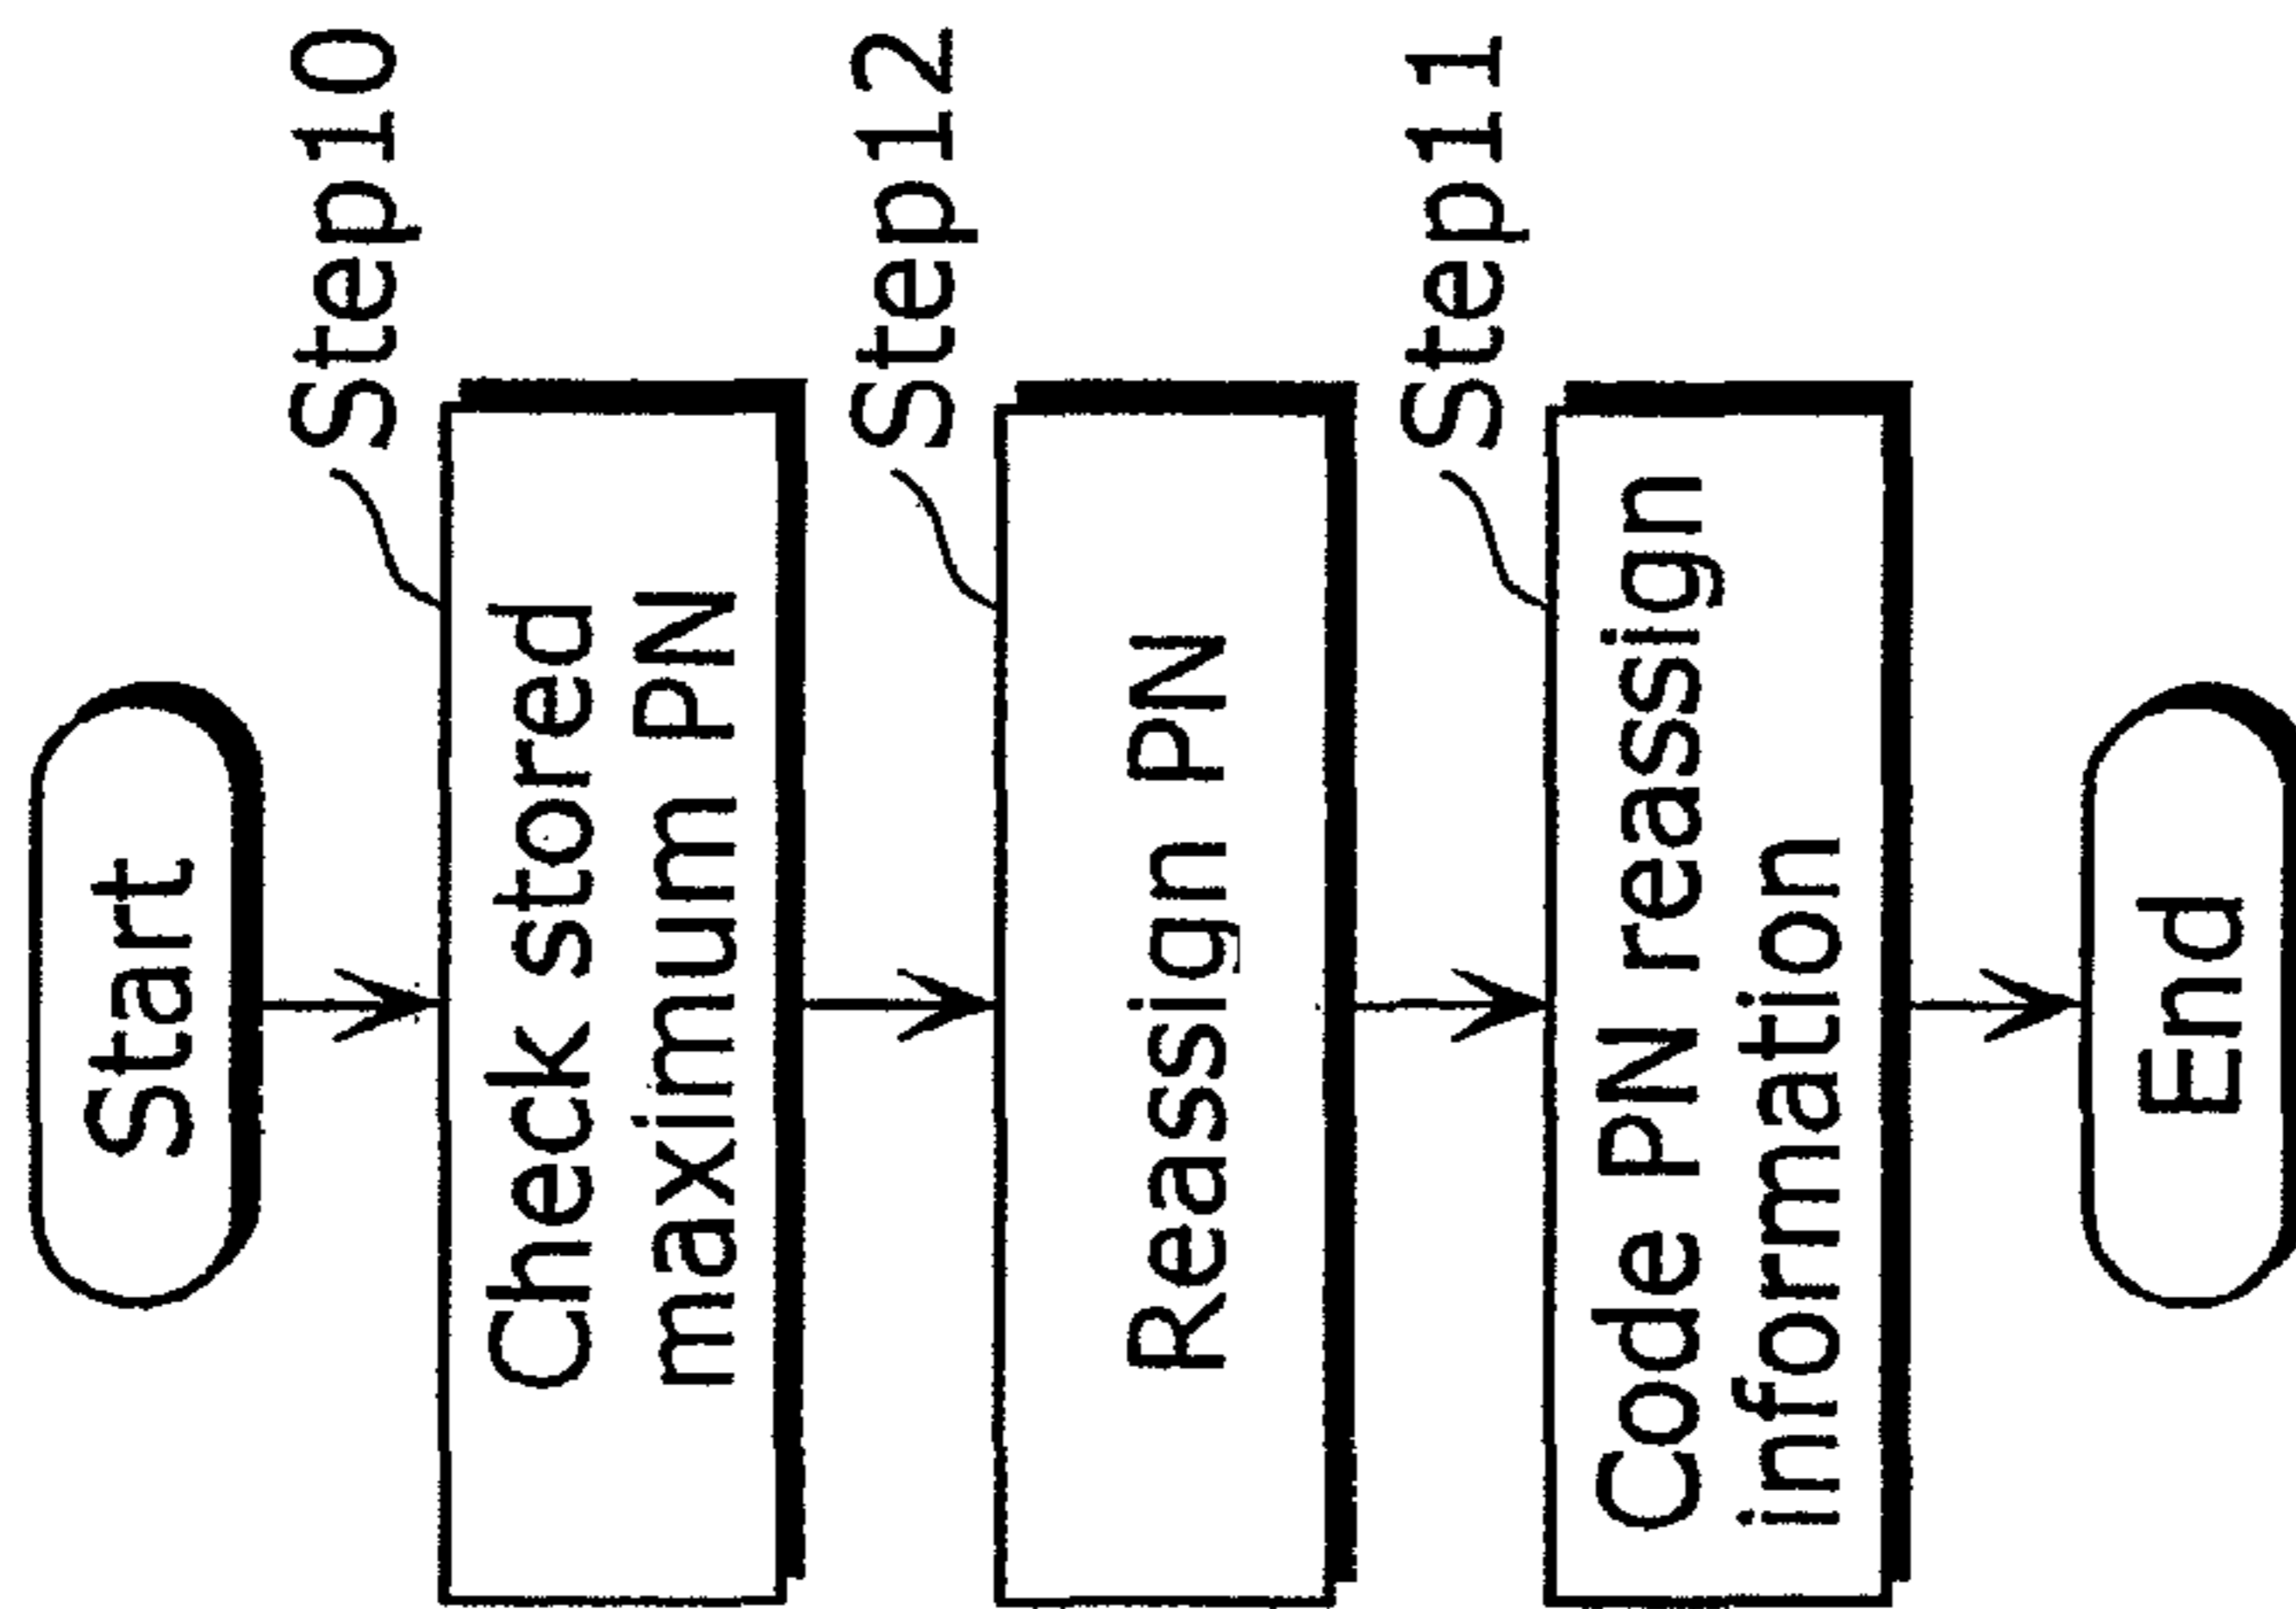 Start
Step10
Check stored
maximum PN
Step12
Reassign PN
Step11
Code PN reassign
information
End